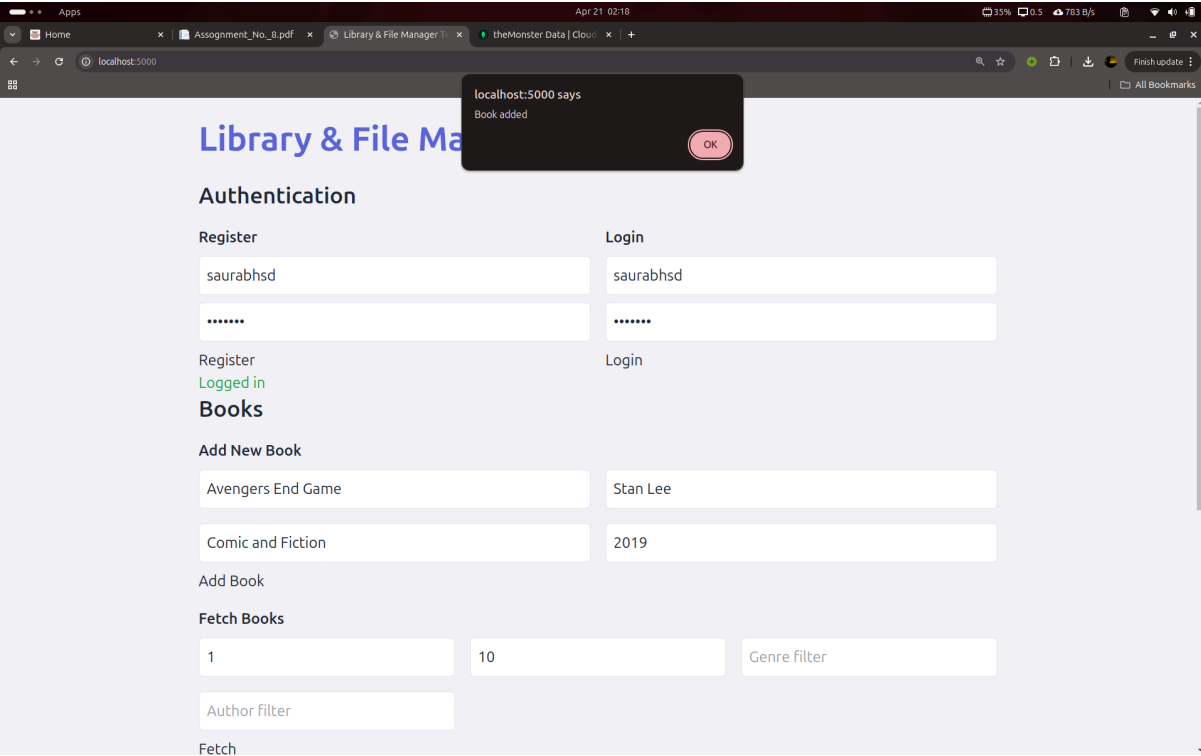 Apps
Apr 21 02:18
35% 0.5 783 B/s
Home
Assognment_No._8.pdf
Library & File Manager T
theMonster Data | Cloud
localhost:5000
Finish update
All Bookmarks
localhost:5000 says
Book added
OK
Library & File Ma
Authentication
Register Login
saurabhsd saurabhsd
••••••• •••••••
Register Login
Logged in
Books
Add New Book
Avengers End Game Stan Lee
Comic and Fiction 2019
Add Book
Fetch Books
1 10 Genre filter
Author filter
Fetch